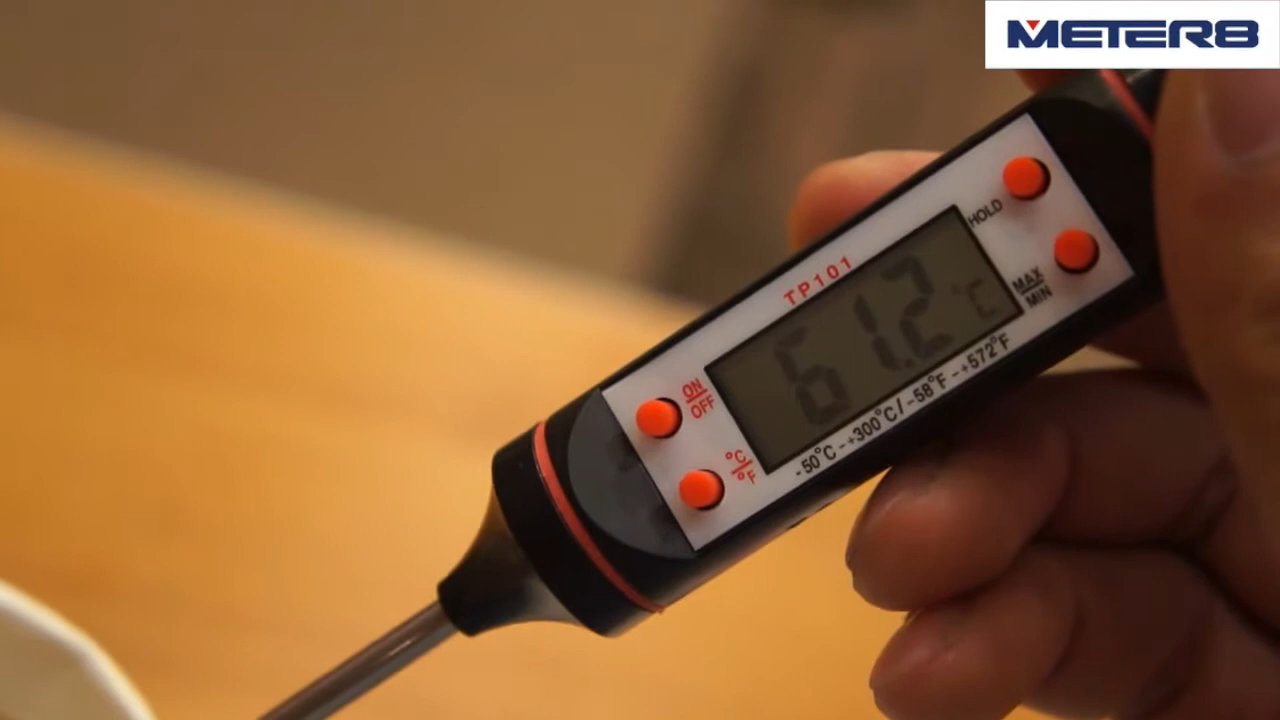 METER8
HOLD
MAX
MIN
TP101
61.2 °C
ON
OFF
°C
°F
-50°C-+300°C/-58°F-+572°F